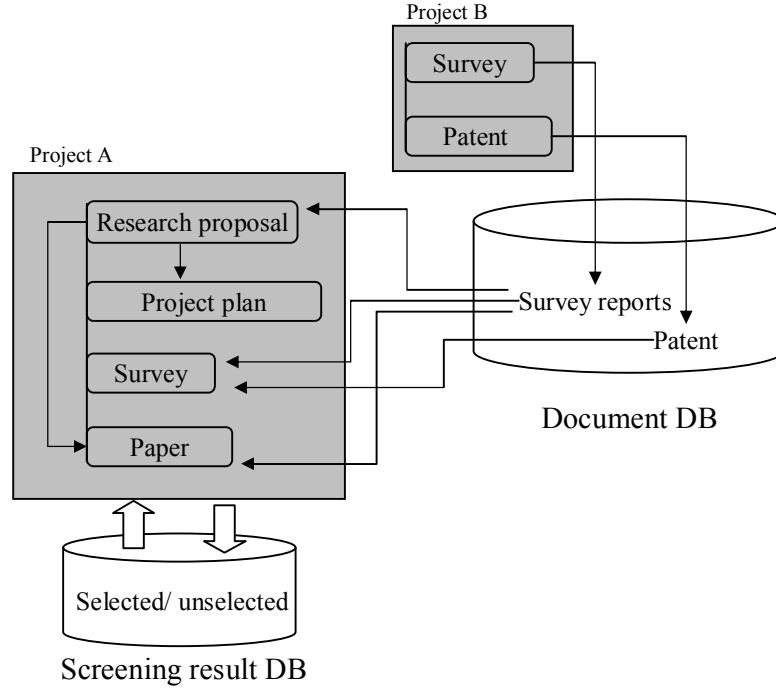 Project B
Survey
Patent
Project A
Research proposal
Project plan
Survey
Paper
Survey reports
Patent
Document DB
Selected/ unselected
Screening result DB